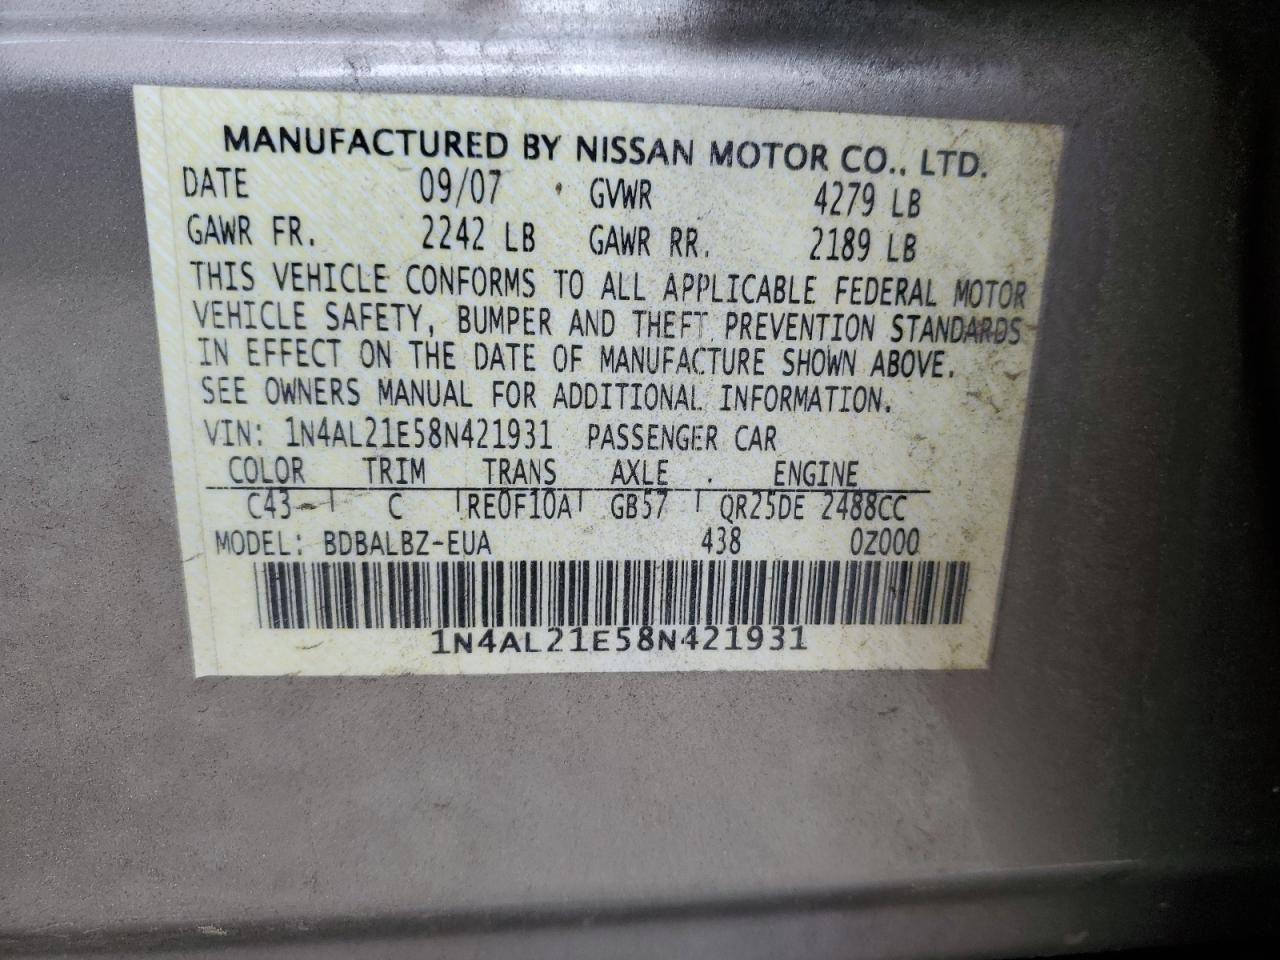 MANUFACTURED BY NISSAN MOTOR CO., LTD.
DATE 09/07 GVWR 4279 LB
GAWR FR. 2242 LB GAWR RR. 2189 LB
THIS VEHICLE CONFORMS TO ALL APPLICABLE FEDERAL MOTOR
VEHICLE SAFETY, BUMPER AND THEFT PREVENTION STANDARDS
IN EFFECT ON THE DATE OF MANUFACTURE SHOWN ABOVE.
SEE OWNERS MANUAL FOR ADDITIONAL INFORMATION.
VIN: 1N4AL21E58N421931 PASSENGER CAR
COLOR TRIM TRANS AXLE ENGINE
C43 C RE0F10A GB57 QR25DE 2488CC
MODEL: BDBALBZ-EUA 438 0Z000
1N4AL21E58N421931